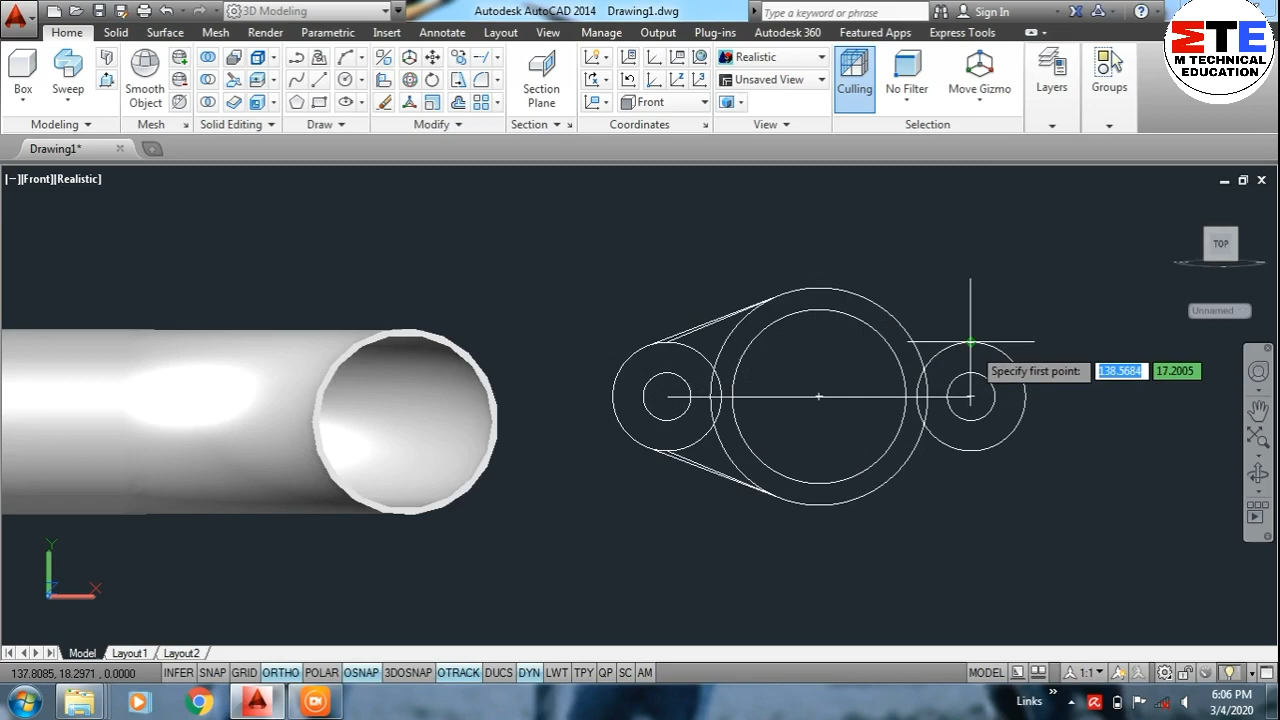 3D Modeling
Autodesk AutoCAD 2014 Drawing1.dwg
Type a keyword or phrase
Sign In
MTE
M TECHNICAL
EDUCATION
Home Solid Surface Mesh Render Parametric Insert Annotate Layout View Manage Output Plug-ins Autodesk 360 Featured Apps Express Tools
Box Sweep
Smooth
Object
Section
Plane
Realistic
Unsaved View
Front
Culling No Filter Move Gizmo Layers Groups
Modeling Mesh Solid Editing Draw Modify Section Coordinates View Selection
Drawing1*
[–][Front][Realistic]
TOP
Unnamed
Specify first point: 138.5684 17.2005
Y
X
Z
Model Layout1 Layout2
137.8085, 18.2971, 0.0000 INFER SNAP GRID ORTHO POLAR OSNAP 3DOSNAP OTRACK DUCS DYN LWT TPY QP SC AM MODEL 1:1
Links
6:06 PM
3/4/2020